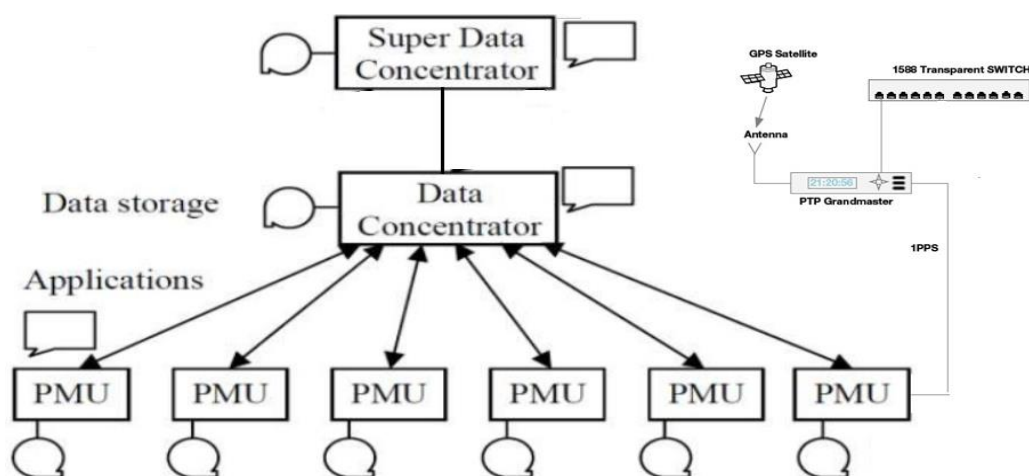 Super Data
Concentrator
GPS Satellite
1588 Transparent SWITCH
Antenna
21:20:56
PTP Grandmaster
Data
Concentrator
Data storage
1PPS
Applications
PMU
PMU
PMU
PMU
PMU
PMU